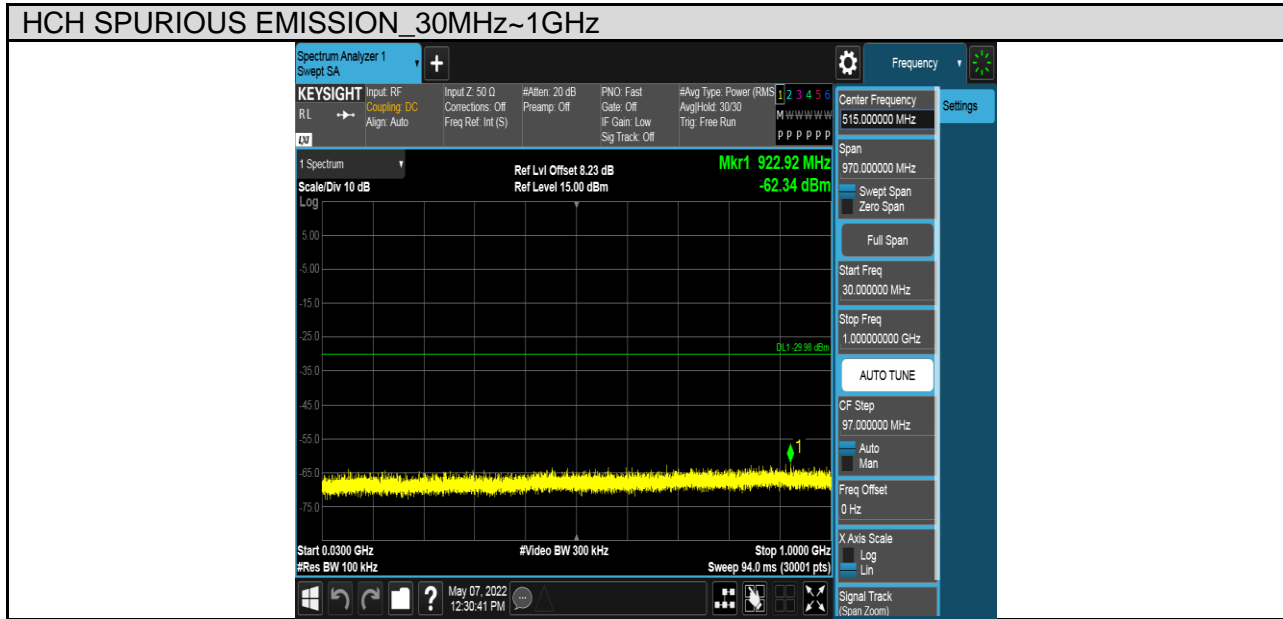 HCH SPURIOUS EMISSION_30MHz~1GHz
Spectrum Analyzer 1
Swept SA
+
Frequency
KEYSIGHT
RL
LXI
Input: RF
Coupling: DC
Align: Auto
Input Z: 50 Ω
Corrections: Off
Freq Ref: Int (S)
#Atten: 20 dB
Preamp: Off
PNO: Fast
Gate: Off
IF Gain: Low
Sig Track: Off
#Avg Type: Power (RMS
Avg|Hold: 30/30
Trig: Free Run
1 2 3 4 5 6
M W W W W W
P P P P P P
1 Spectrum
Scale/Div 10 dB
Log
Ref Lvl Offset 8.23 dB
Ref Level 15.00 dBm
Mkr1 922.92 MHz
-62.34 dBm
5.00
-5.00
-15.0
-25.0
DL1 -29.98 dBm
-35.0
-45.0
-55.0
1
-65.0
-75.0
Start 0.0300 GHz
#Res BW 100 kHz
#Video BW 300 kHz
Stop 1.0000 GHz
Sweep 94.0 ms (30001 pts)
?
May 07, 2022
12:30:41 PM
Center Frequency
515.000000 MHz
Span
970.000000 MHz
Swept Span
Zero Span
Full Span
Start Freq
30.000000 MHz
Stop Freq
1.000000000 GHz
AUTO TUNE
CF Step
97.000000 MHz
Auto
Man
Freq Offset
0 Hz
X Axis Scale
Log
Lin
Signal Track
(Span Zoom)
Settings